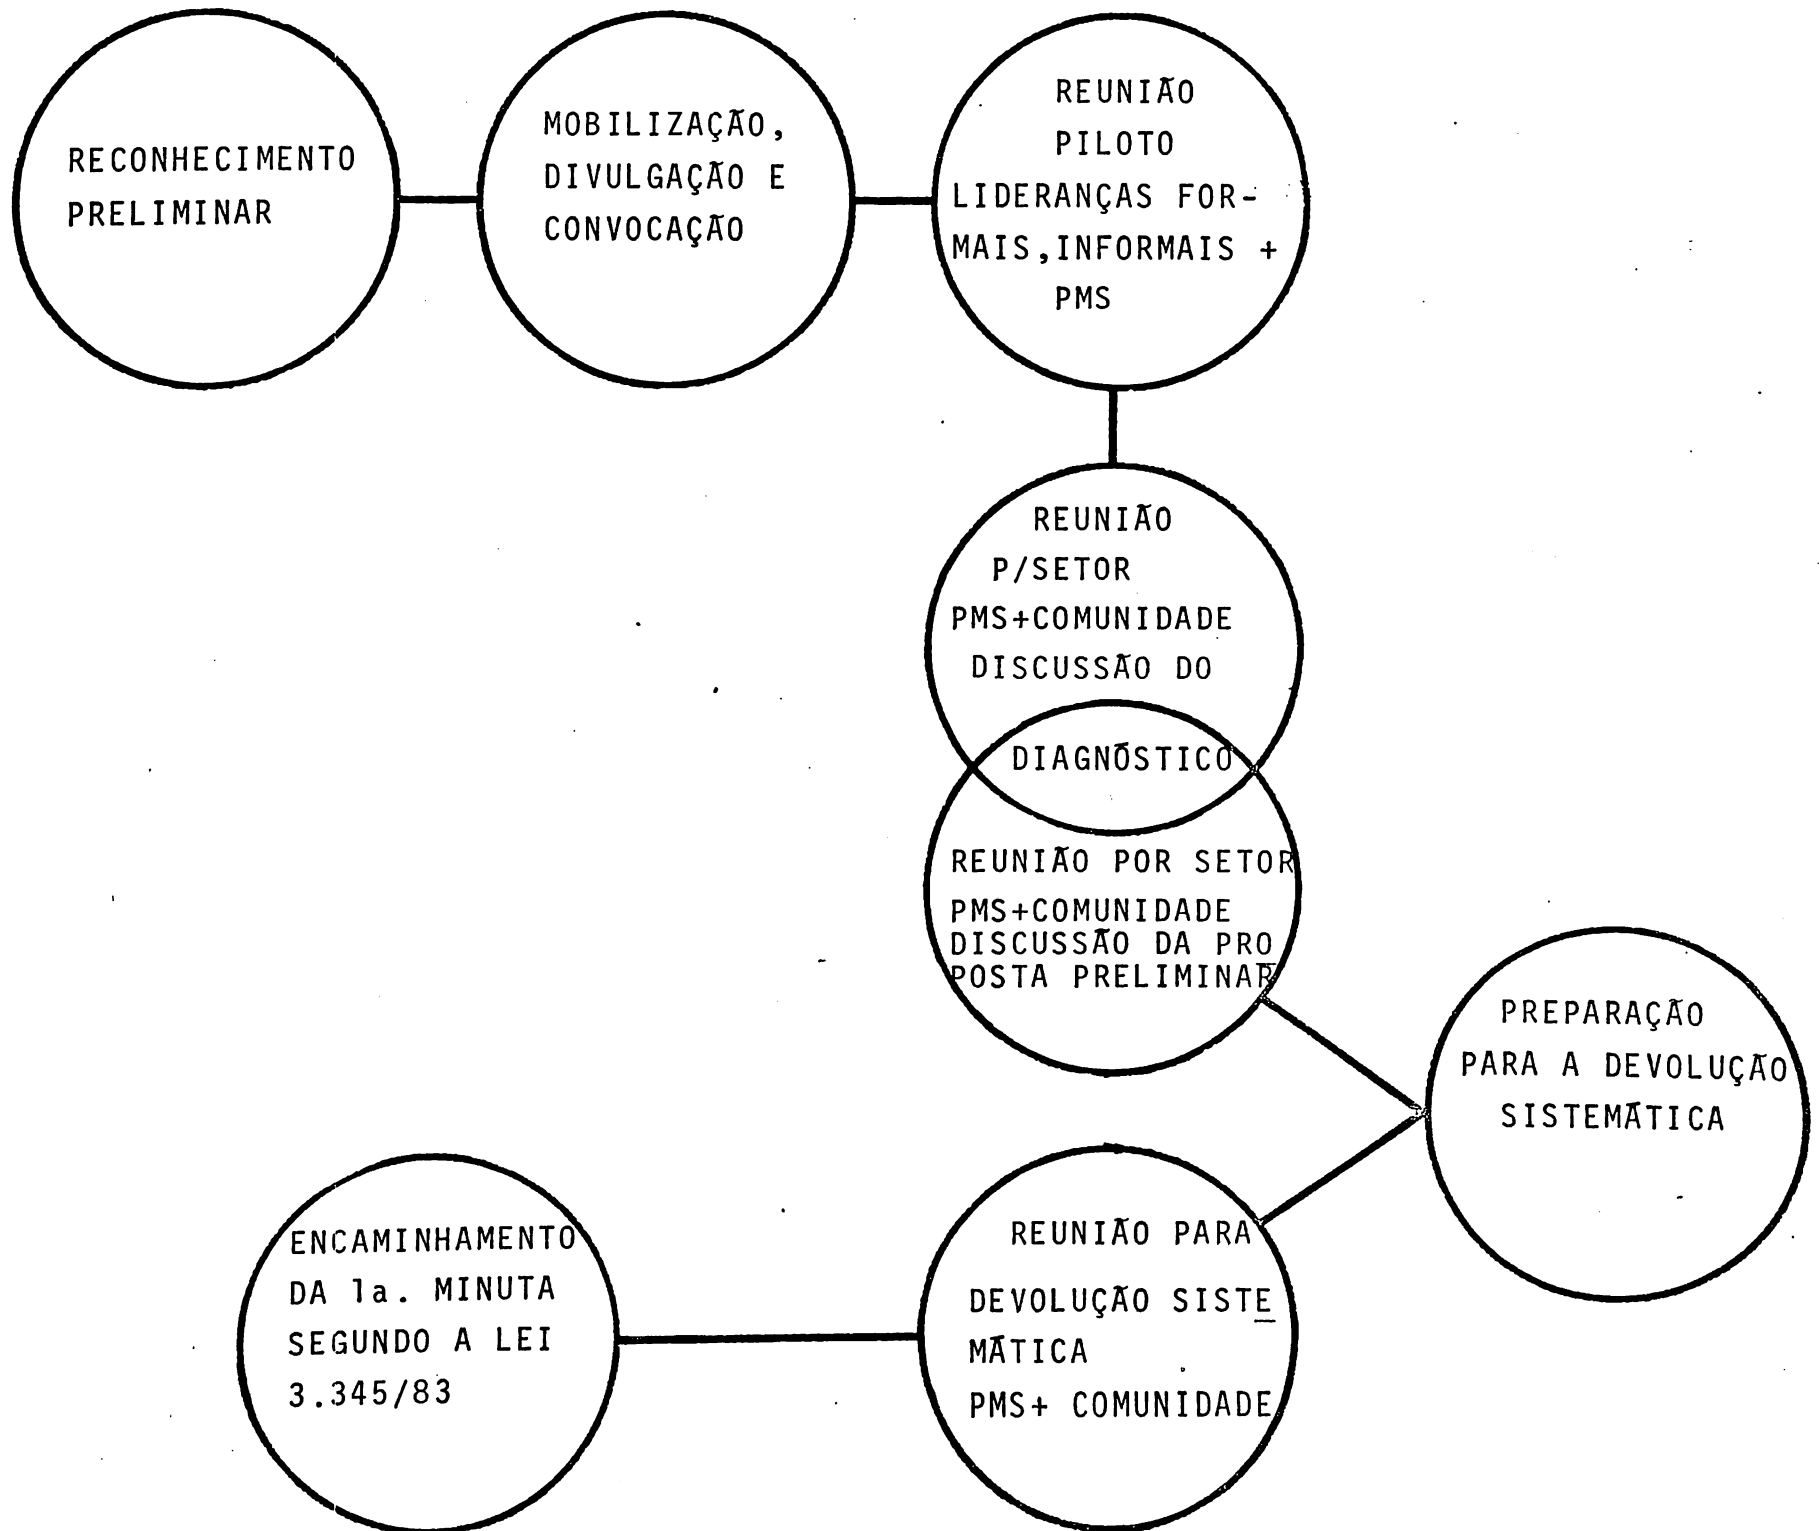 RECONHECIMENTO
PRELIMINAR
MOBILIZAÇÃO,
DIVULGAÇÃO E
CONVOCAÇÃO
REUNIÃO
PILOTO
LIDERANÇAS FOR-
MAIS,INFORMAIS +
PMS
REUNIÃO
P/SETOR
PMS+COMUNIDADE
DISCUSSÃO DO
DIAGNÓSTICO
REUNIÃO POR SETOR
PMS+COMUNIDADE
DISCUSSÃO DA PRO
POSTA PRELIMINAR
PREPARAÇÃO
PARA A DEVOLUÇÃO
SISTEMÁTICA
REUNIÃO PARA
DEVOLUÇÃO SISTE
MÁTICA
PMS+ COMUNIDADE
ENCAMINHAMENTO
DA 1a. MINUTA
SEGUNDO A LEI
3.345/83